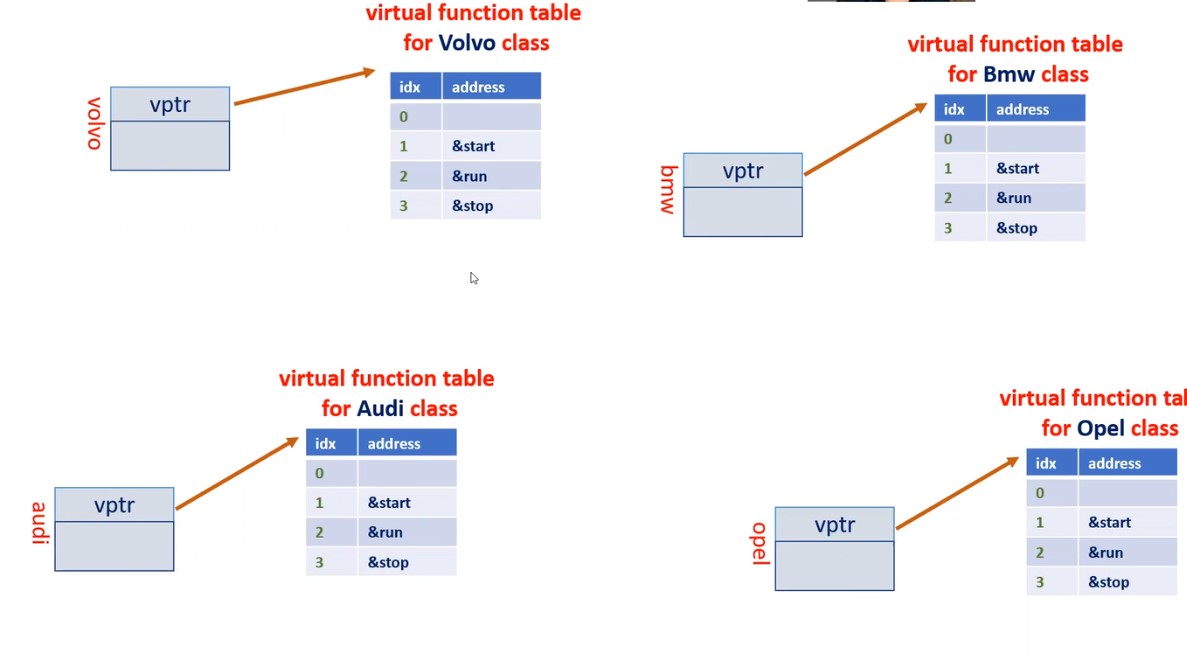 virtual function table
for Volvo class
volvo
vptr
idx address
0
1 &start
2 &run
3 &stop
virtual function table
for Bmw class
bmw
vptr
idx address
0
1 &start
2 &run
3 &stop
virtual function table
for Audi class
audi
vptr
idx address
0
1 &start
2 &run
3 &stop
virtual function tal
for Opel class
opel
vptr
idx address
0
1 &start
2 &run
3 &stop